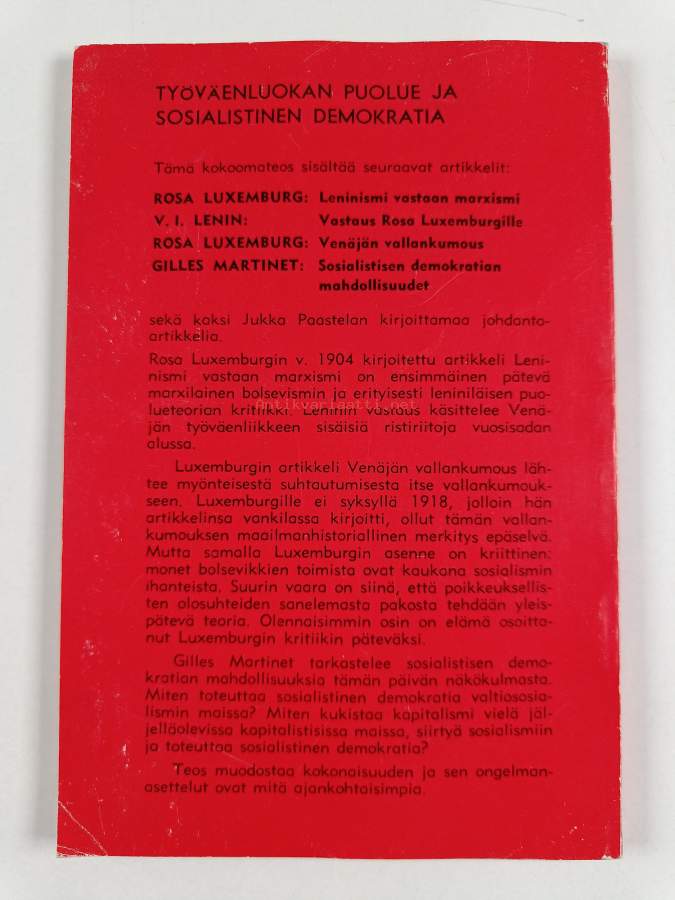 TYÖVÄENLUOKAN PUOLUE JA
SOSIALISTINEN DEMOKRATIA
Tämä kokoomateos sisältää seuraavat artikkelit:
ROSA LUXEMBURG: Leninismi vastaan marxismi
V. I. LENIN: Vastaus Rosa Luxemburgille
ROSA LUXEMBURG: Venäjän vallankumous
GILLES MARTINET: Sosialistisen demokratian
mahdollisuudet
sekä kaksi Jukka Paastelan kirjoittamaa johdanto-
artikkelia.
Rosa Luxemburgin v. 1904 kirjoitettu artikkeli Leni-
nismi vastaan marxismi on ensimmäinen pätevä
marxilainen bolsevismin ja erityisesti leniniläisen puo-
lueteorian kritiikki. Leninin vastaus käsittelee Venä-
jän työväenliikkeen sisäisiä ristiriitoja vuosisadan
alussa.
antikvariaatti.net
Luxemburgin artikkeli Venäjän vallankumous läh-
tee myönteisestä suhtautumisesta itse vallankumouk-
seen. Luxemburgille ei syksyllä 1918, jolloin hän
artikkelinsa vankilassa kirjoitti, ollut tämän vallan-
kumouksen maailmanhistoriallinen merkitys epäselvä.
Mutta samalla Luxemburgin asenne on kriittinen:
monet bolsevikkien toimista ovat kaukana sosialismin
ihanteista. Suurin vaara on siinä, että poikkeuksellis-
ten olosuhteiden sanelemasta pakosta tehdään yleis-
pätevä teoria. Olennaisimmin osin on elämä osoitta-
nut Luxemburgin kritiikin päteväksi.
Gilles Martinet tarkastelee sosialistisen demo-
kratian mahdollisuuksia tämän päivän näkökulmasta.
Miten toteuttaa sosialistinen demokratia valtiososia-
lismin maissa? Miten kukistaa kapitalismi vielä jäl-
jelläolevissa kapitalistisissa maissa, siirtyä sosialismiin
ja toteuttaa sosialistinen demokratia?
Teos muodostaa kokonaisuuden ja sen ongelman-
asettelut ovat mitä ajankohtaisimpia.